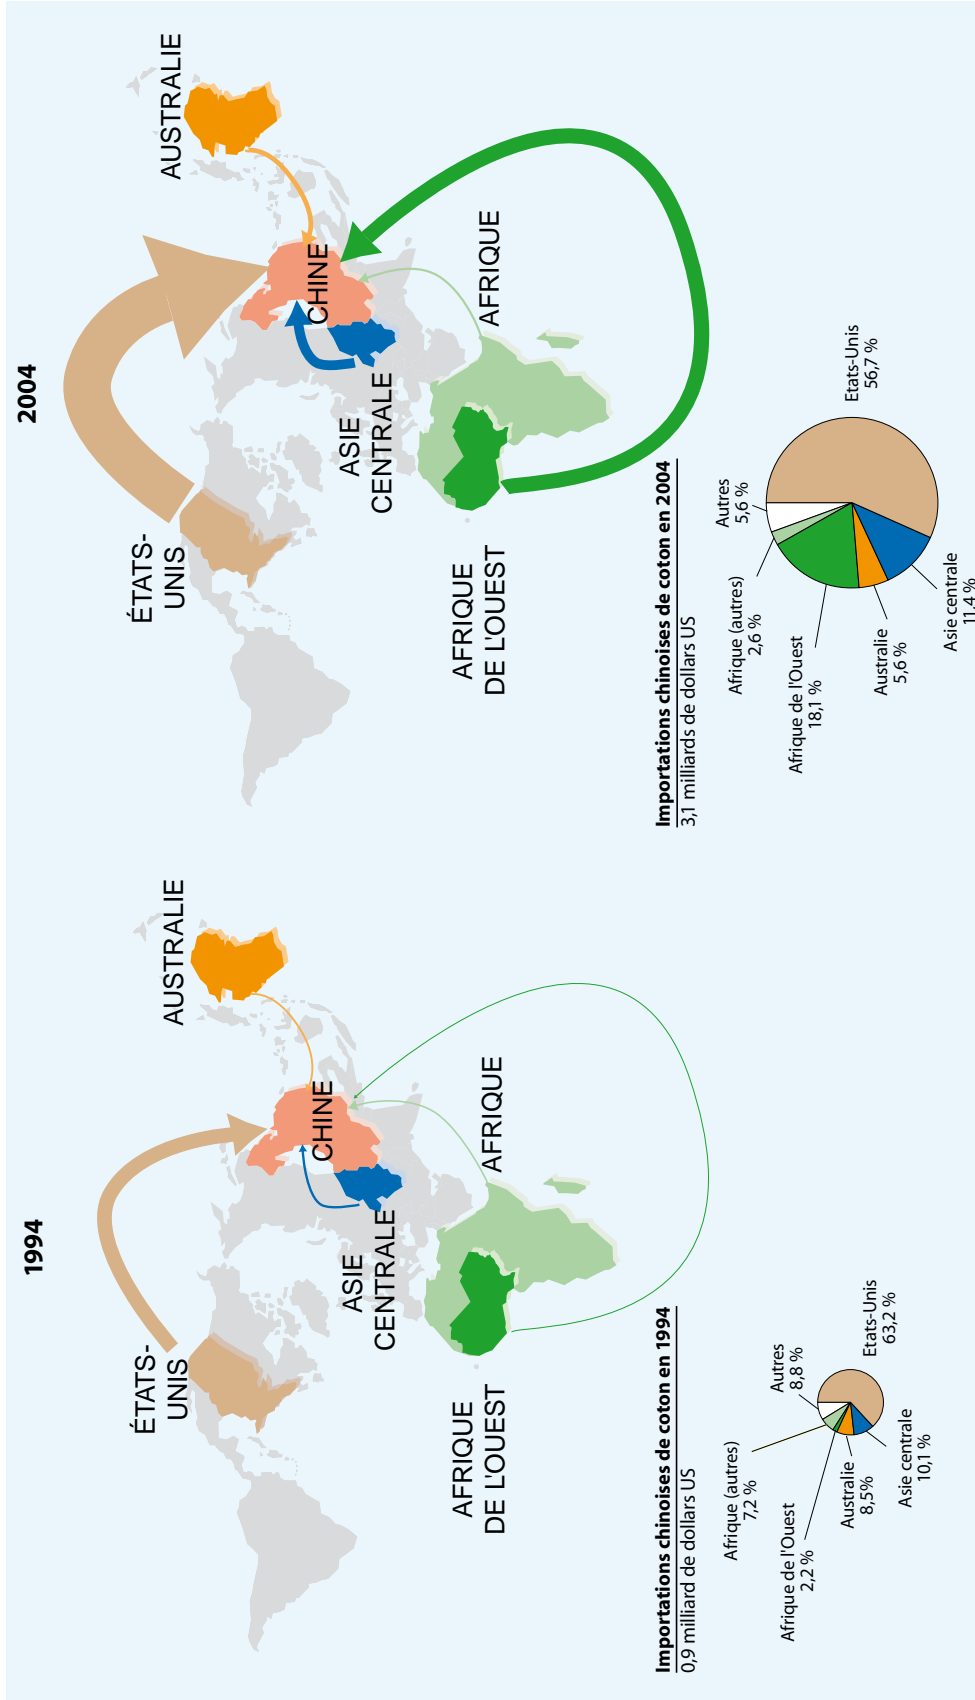 1994
ÉTATS-
UNIS
ASIE
CENTRALE
CHINE
AUSTRALIE
AFRIQUE
DE L'OUEST
AFRIQUE
Importations chinoises de coton en 1994
0,9 milliard de dollars US
Afrique (autres)
7,2 %
Autres
8,8 %
Afrique de l'Ouest
2,2 %
Australie
8,5%
Etats-Unis
63,2 %
Asie centrale
10,1 %
2004
ÉTATS-
UNIS
ASIE
CENTRALE
CHINE
AUSTRALIE
AFRIQUE
DE L'OUEST
AFRIQUE
Importations chinoises de coton en 2004
3,1 milliards de dollars US
Autres
5,6 %
Afrique (autres)
2,6 %
Afrique de l'Ouest
18,1 %
Etats-Unis
56,7 %
Australie
5,6 %
Asie centrale
11,4 %